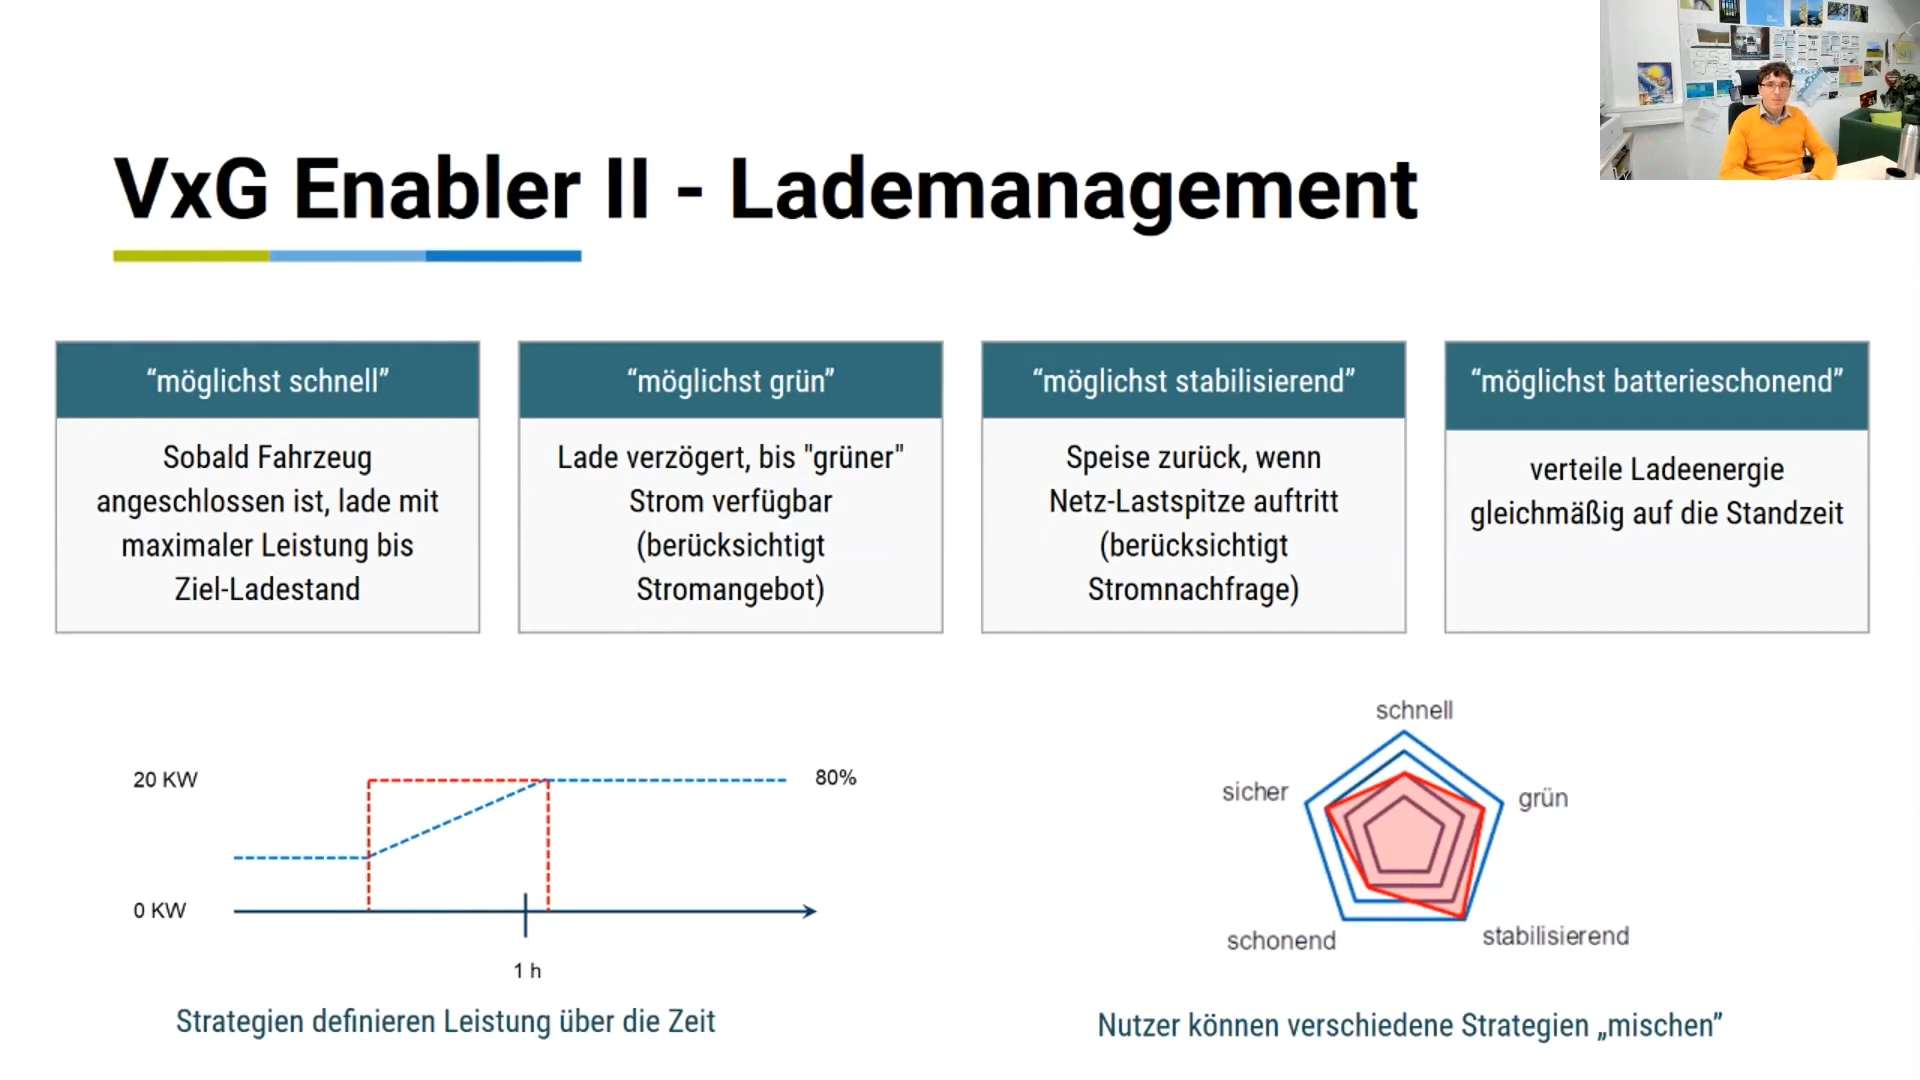 VxG Enabler II - Lademanagement
“möglichst schnell”
Sobald Fahrzeug
angeschlossen ist, lade mit
maximaler Leistung bis
Ziel-Ladestand
“möglichst grün”
Lade verzögert, bis "grüner"
Strom verfügbar
(berücksichtigt
Stromangebot)
“möglichst stabilisierend”
Speise zurück, wenn
Netz-Lastspitze auftritt
(berücksichtigt
Stromnachfrage)
“möglichst batterieschonend”
verteile Ladeenergie
gleichmäßig auf die Standzeit
20 KW
80%
0 KW
1 h
Strategien definieren Leistung über die Zeit
schnell
sicher
grün
schonend
stabilisierend
Nutzer können verschiedene Strategien „mischen”